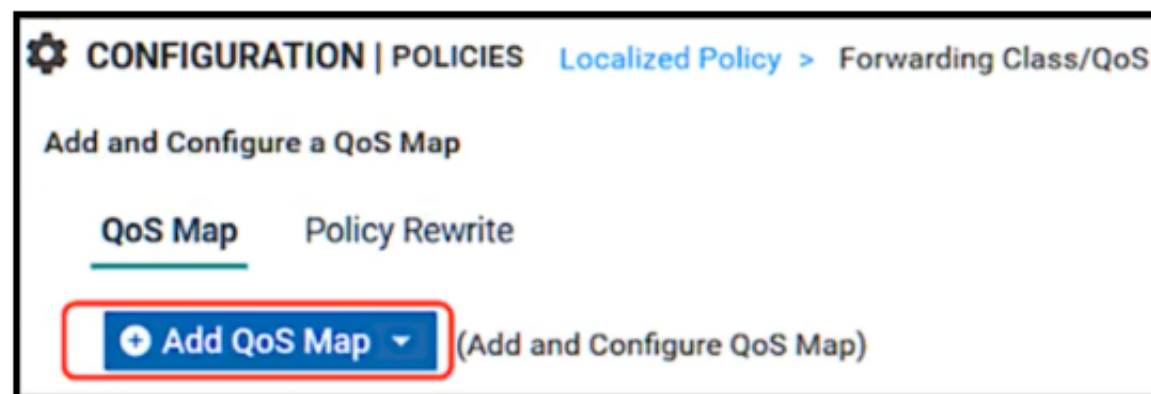 CONFIGURATION | POLICIES Localized Policy > Forwarding Class/QoS
Add and Configure a QoS Map
QoS Map Policy Rewrite
Add QoS Map (Add and Configure QoS Map)